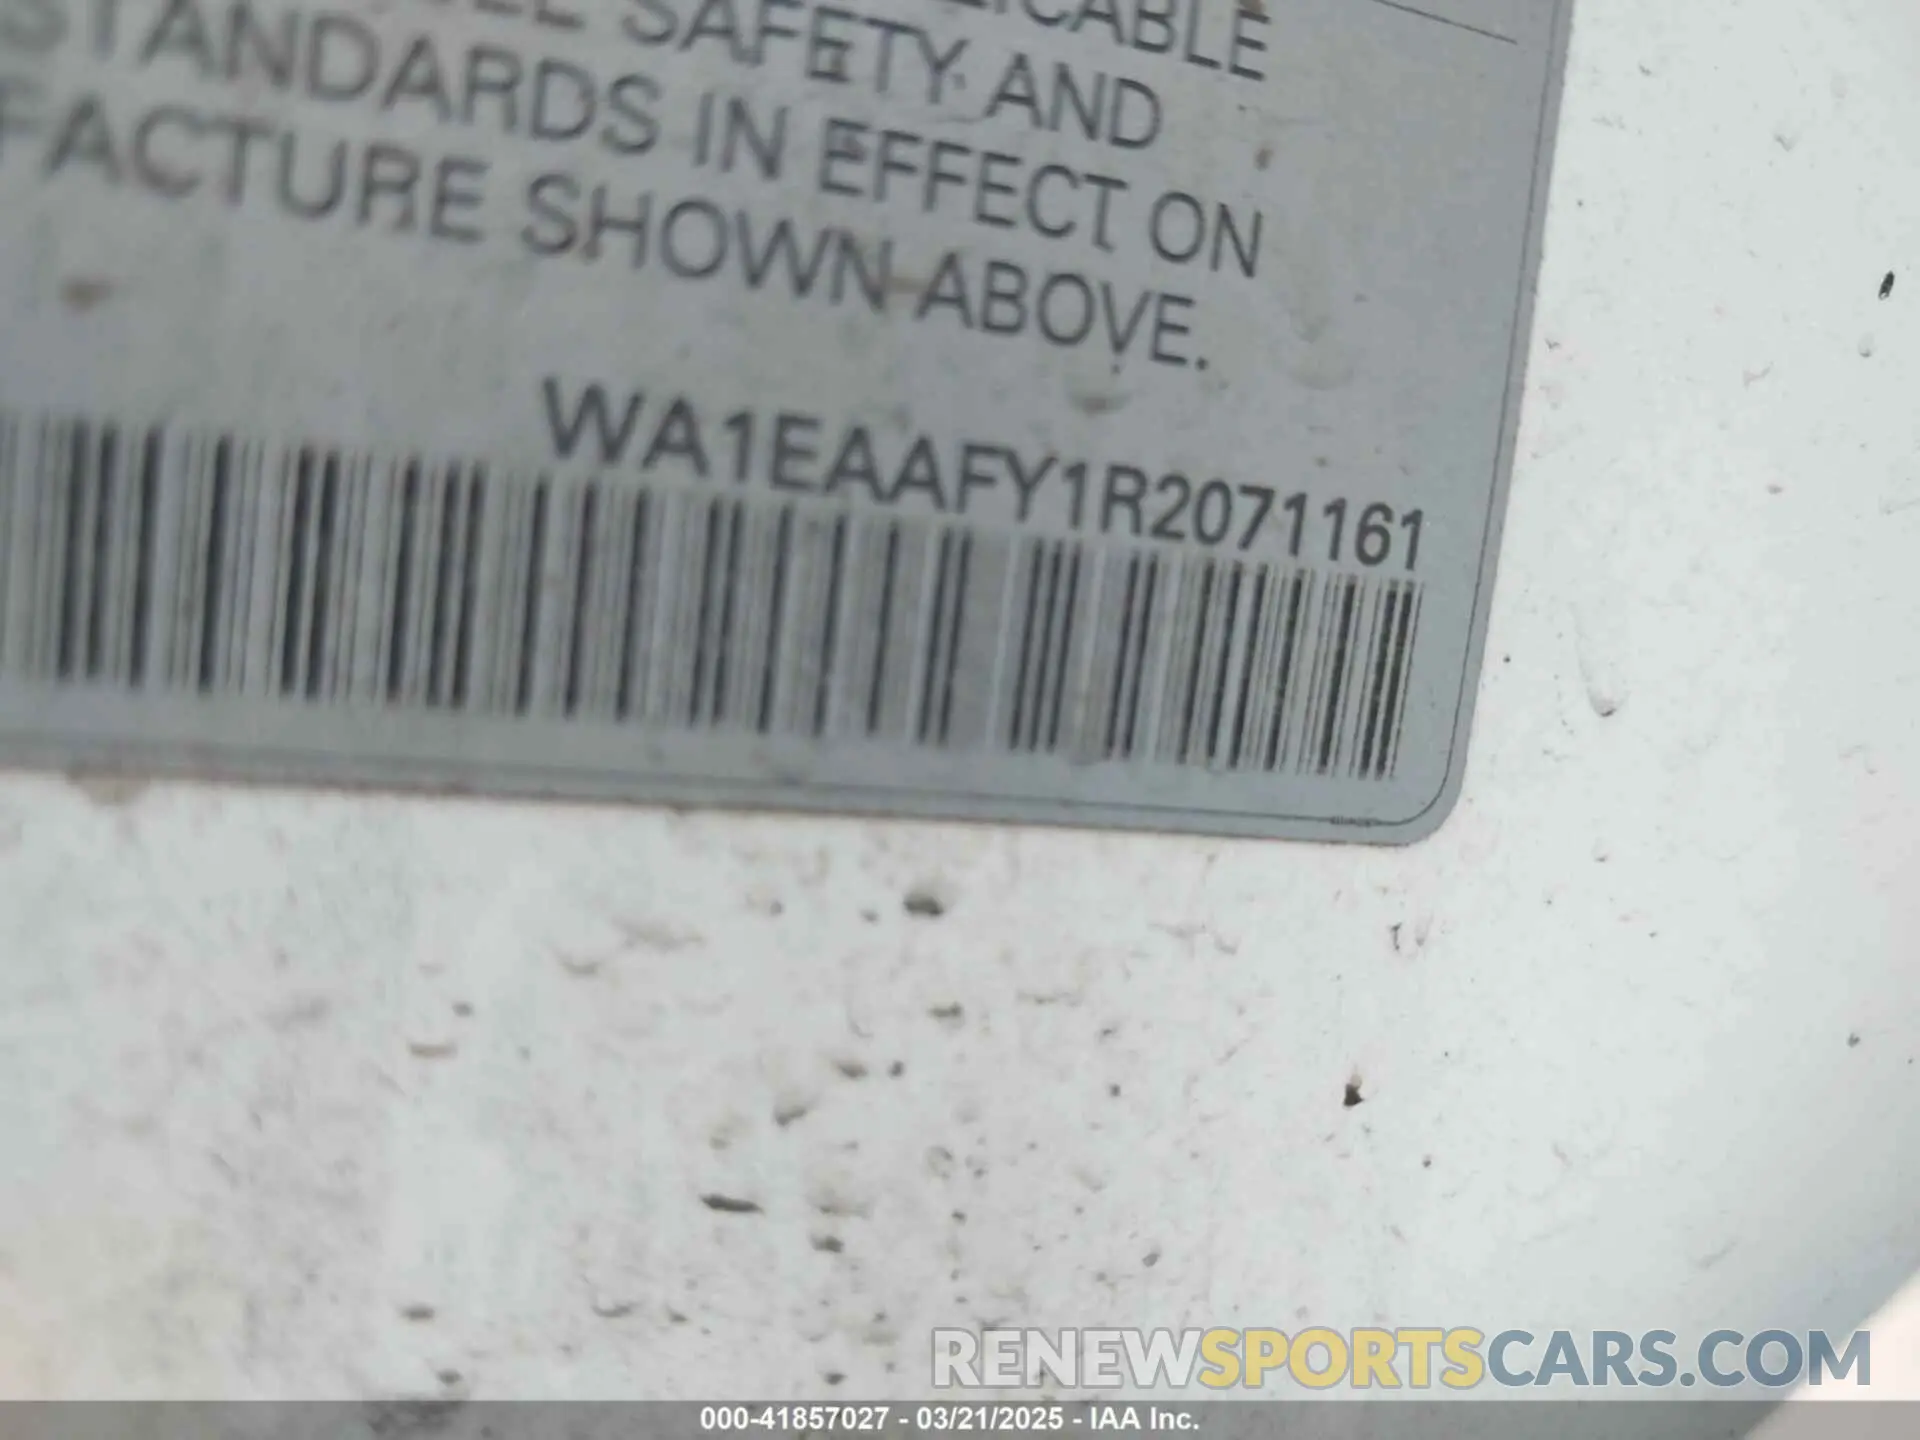 SAFETY AND
STANDARDS IN EFFECT ON
FACTURE SHOWN ABOVE.
WA1EAAFY1R2071161
RENEWSPORTSCARS.COM
000-41857027 - 03/21/2025 - IAA Inc.